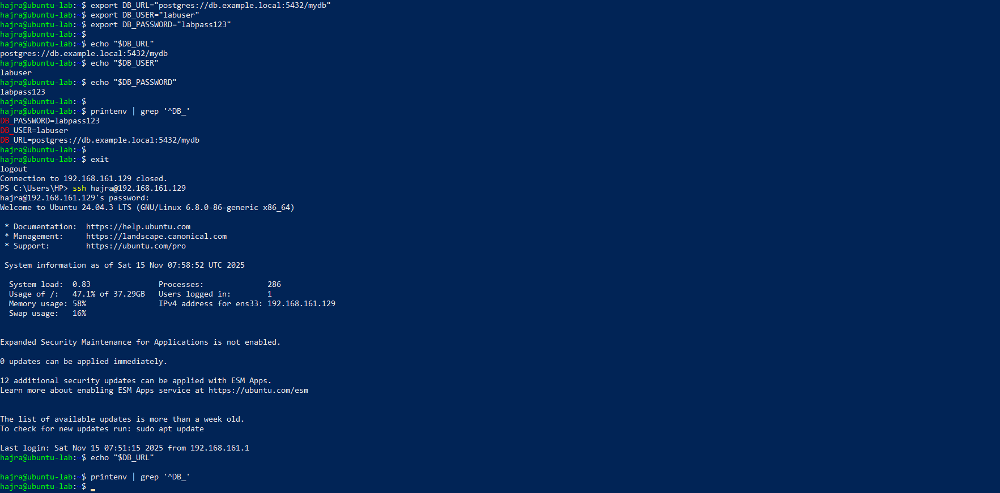 hajra@ubuntu-lab: $ export DB_URL="postgres://db.example.local:5432/mydb"
hajra@ubuntu-lab: $ export DB_USER="labuser"
hajra@ubuntu-lab: $ export DB_PASSWORD="labpass123"
hajra@ubuntu-lab: $
hajra@ubuntu-lab: $ echo "$DB_URL"
postgres://db.example.local:5432/mydb
hajra@ubuntu-lab: $ echo "$DB_USER"
labuser
hajra@ubuntu-lab: $ echo "$DB_PASSWORD"
labpass123
hajra@ubuntu-lab: $
hajra@ubuntu-lab: $ printenv | grep '^DB_'
DB_PASSWORD=labpass123
DB_USER=labuser
DB_URL=postgres://db.example.local:5432/mydb
hajra@ubuntu-lab: $
hajra@ubuntu-lab: $ exit
logout
Connection to 192.168.161.129 closed.
PS C:\Users\HP> ssh hajra@192.168.161.129
hajra@192.168.161.129's password:
Welcome to Ubuntu 24.04.3 LTS (GNU/Linux 6.8.0-86-generic x86_64)
* Documentation:  https://help.ubuntu.com
* Management:     https://landscape.canonical.com
* Support:        https://ubuntu.com/pro
System information as of Sat 15 Nov 07:58:52 UTC 2025
System load:  0.83               Processes:              286
Usage of /:   47.1% of 37.29GB   Users logged in:        1
Memory usage: 58%                IPv4 address for ens33: 192.168.161.129
Swap usage:   16%
Expanded Security Maintenance for Applications is not enabled.
0 updates can be applied immediately.
12 additional security updates can be applied with ESM Apps.
Learn more about enabling ESM Apps service at https://ubuntu.com/esm
The list of available updates is more than a week old.
To check for new updates run: sudo apt update
Last login: Sat Nov 15 07:51:15 2025 from 192.168.161.1
hajra@ubuntu-lab: $ echo "$DB_URL"
hajra@ubuntu-lab: $ printenv | grep '^DB_'
hajra@ubuntu-lab: $